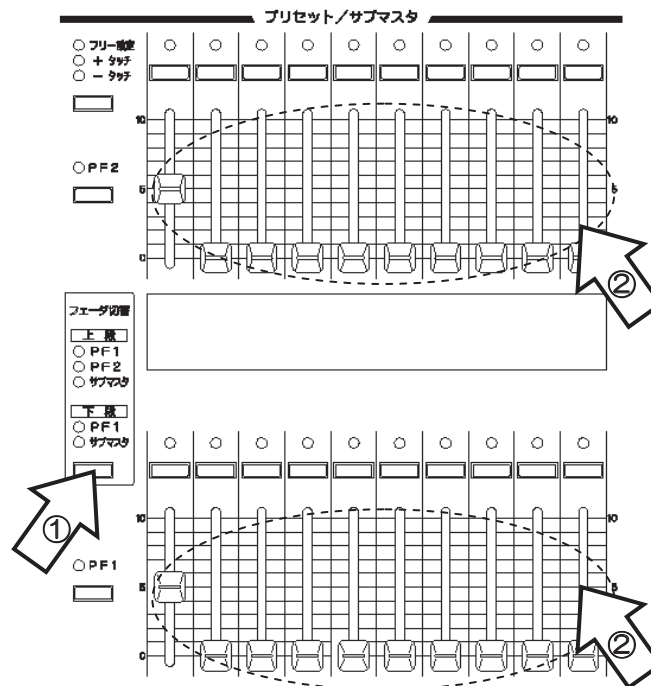 プリセット/サブマスタ
フリー設定
+ タッチ
− タッチ
10
10
PF2
5
5
0
②
フェーダ切替
上 段
PF1
PF2
サブマスタ
下 段
PF1
サブマスタ
①
10
10
PF1
5
5
0
②